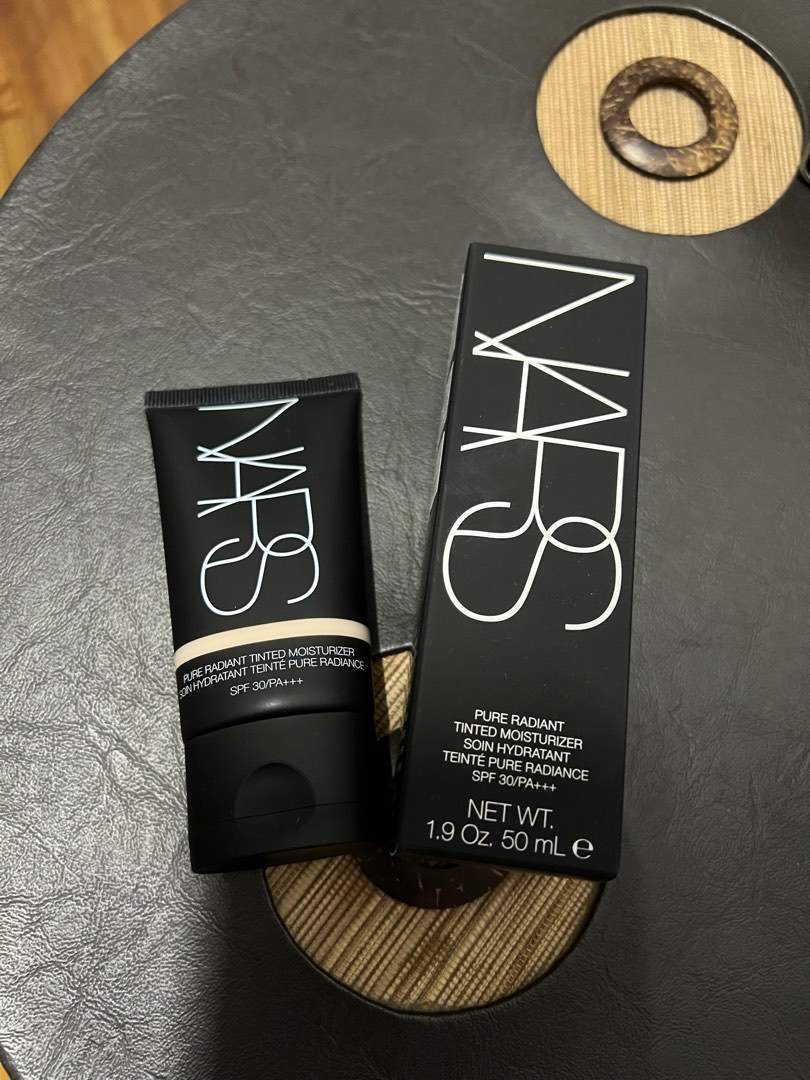 NARS
PURE RADIANT TINTED MOISTURIZER
SOIN HYDRATANT TEINTÉ PURE RADIANCE
SPF 30/PA+++
NARS
PURE RADIANT
TINTED MOISTURIZER
SOIN HYDRATANT
TEINTÉ PURE RADIANCE
SPF 30/PA+++
NET WT.
1.9 Oz. 50 mL ℮